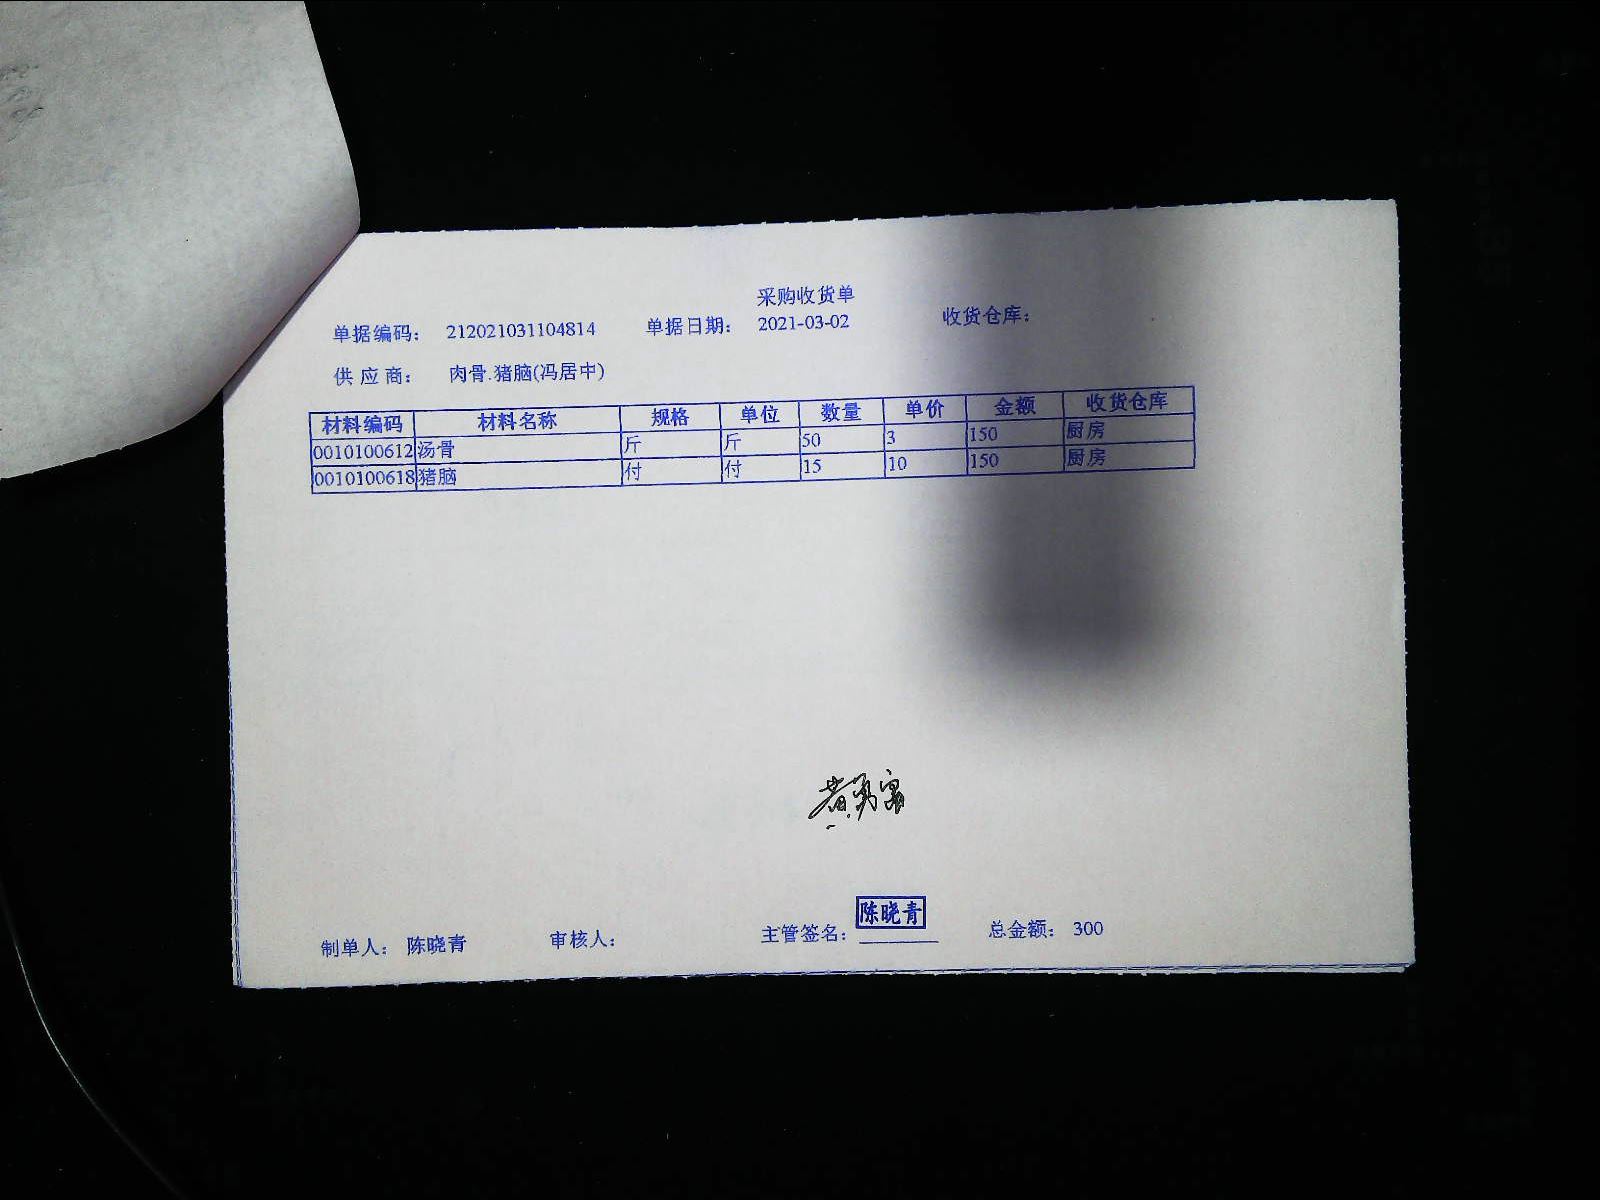 采购收货单
单据编码： 212021031104814 单据日期： 2021-03-02 收货仓库：
供应商： 肉骨.猪脑(冯居中)
材料编码 材料名称 规格 单位 数量 单价 金额 收货仓库
0010100612 汤骨 斤 斤 50 3 150 厨房
0010100618 猪脑 付 付 15 10 150 厨房
黄勇富
陈晓青
制单人： 陈晓青 审核人： 主管签名： 总金额： 300